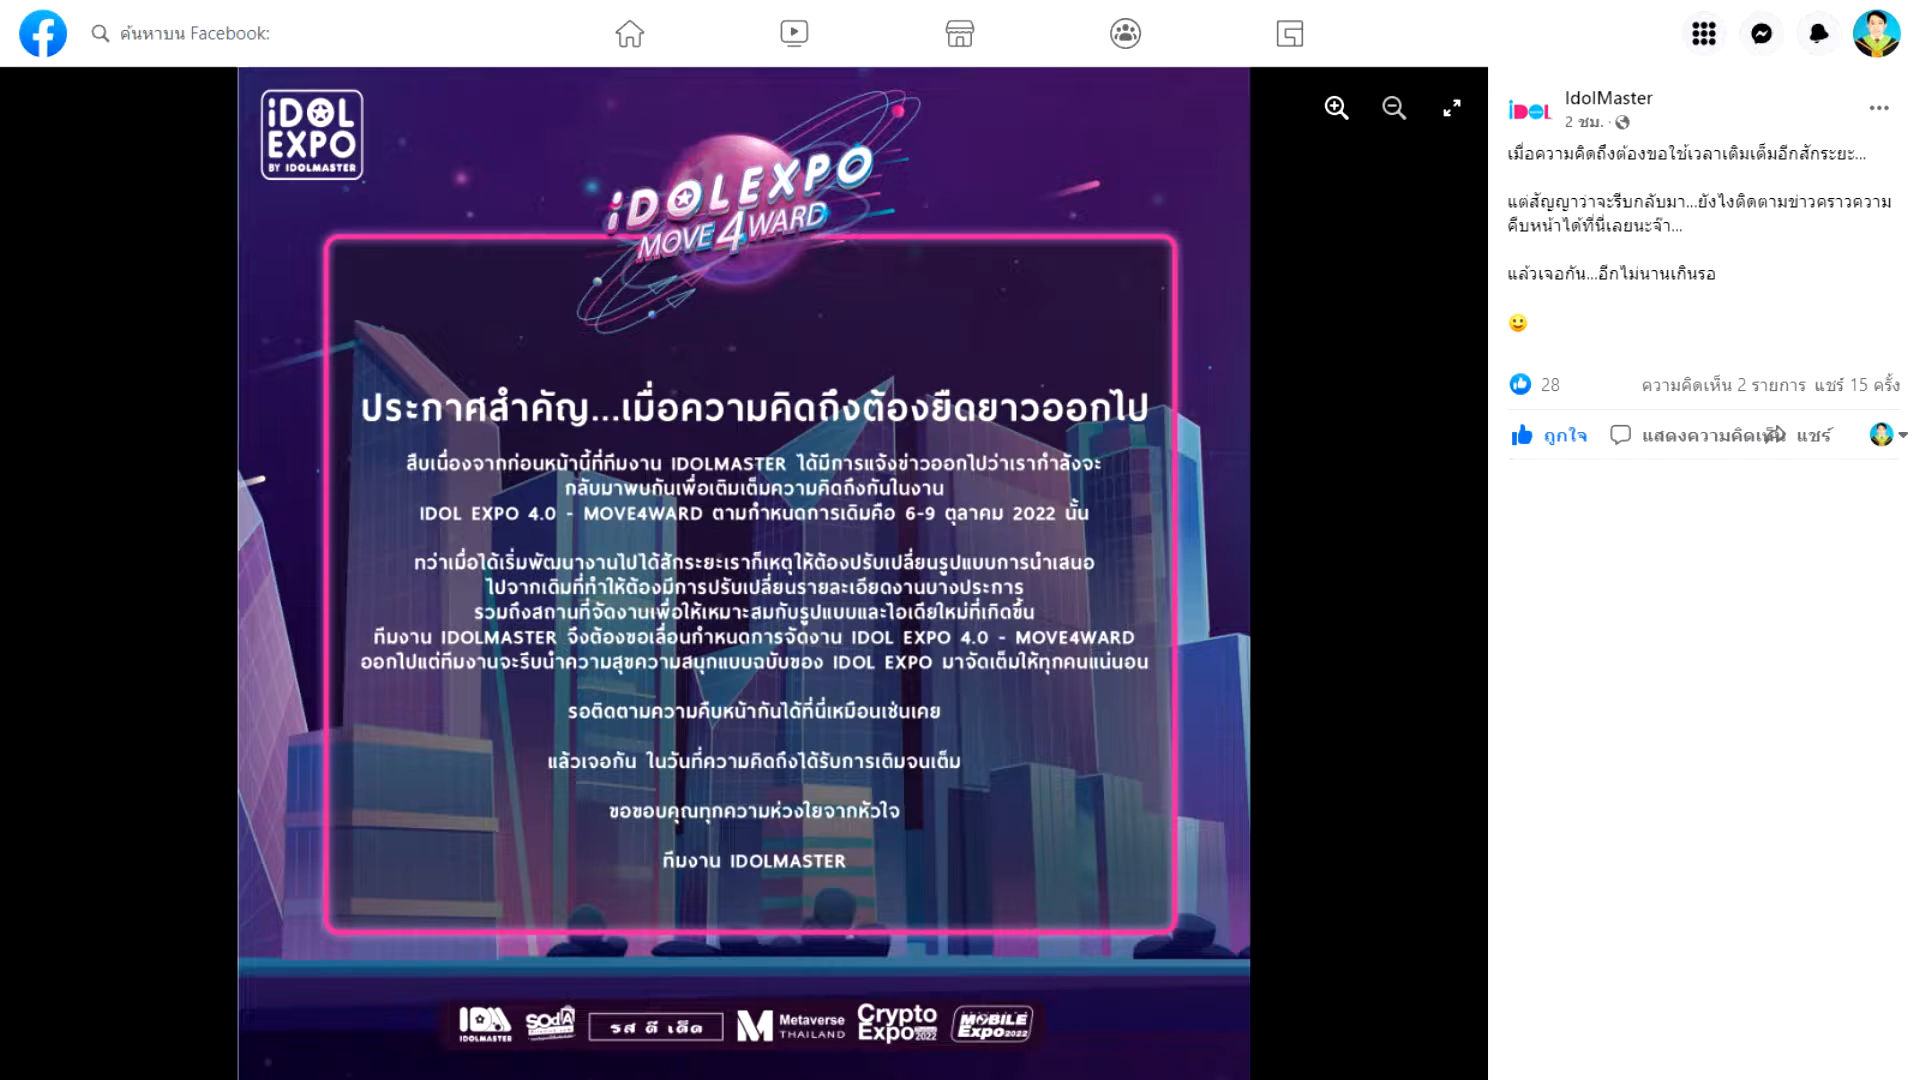 ค้นหาบน Facebook:
iDOL
EXPO
BY IDOLMASTER
iDOLEXPO
MOVE4WARD
ประกาศสำคัญ...เมื่อความคิดถึงต้องยืดยาวออกไป
สืบเนื่องจากก่อนหน้านี้ที่ทีมงาน IDOLMASTER ได้มีการแจ้งข่าวออกไปว่าเรากำลังจะ
กลับมาพบกันเพื่อเติมเต็มความคิดถึงกันในงาน
IDOL EXPO 4.0 - MOVE4WARD ตามกำหนดการเดิมคือ 6-9 ตุลาคม 2022 นั้น
ทว่าเมื่อได้เริ่มพัฒนางานไปได้สักระยะเราก็เหตุให้ต้องปรับเปลี่ยนรูปแบบการนำเสนอ
ไปจากเดิมที่ทำให้ต้องมีการปรับเปลี่ยนรายละเอียดงานบางประการ
รวมถึงสถานที่จัดงานเพื่อให้เหมาะสมกับรูปแบบและไอเดียใหม่ที่เกิดขึ้น
ทีมงาน IDOLMASTER จึงต้องขอเลื่อนกำหนดการจัดงาน IDOL EXPO 4.0 - MOVE4WARD
ออกไปแต่ทีมงานจะรีบนำความสุขความสนุกแบบฉบับของ IDOL EXPO มาจัดเต็มให้ทุกคนแน่นอน
รอติดตามความคืบหน้ากันได้ที่นี่เหมือนเช่นเคย
แล้วเจอกัน ในวันที่ความคิดถึงได้รับการเติมจนเต็ม
ขอขอบคุณทุกความห่วงใยจากหัวใจ
ทีมงาน IDOLMASTER
IDM
IDOLMASTER
SODA
รส ดี เด็ด
M Metaverse
THAILAND
Crypto
Expo 2022
MOBILE
Expo2022
iDOL
IdolMaster
2 ชม. ·
เมื่อความคิดถึงต้องขอใช้เวลาเติมเต็มอีกสักระยะ...
แต่สัญญาว่าจะรีบกลับมา...ยังไงติดตามข่าวคราวความ
คืบหน้าได้ที่นี่เลยนะจ๊า...
แล้วเจอกัน...อีกไม่นานเกินรอ
28 ความคิดเห็น 2 รายการ แชร์ 15 ครั้ง
ถูกใจ แสดงความคิดเห็น แชร์